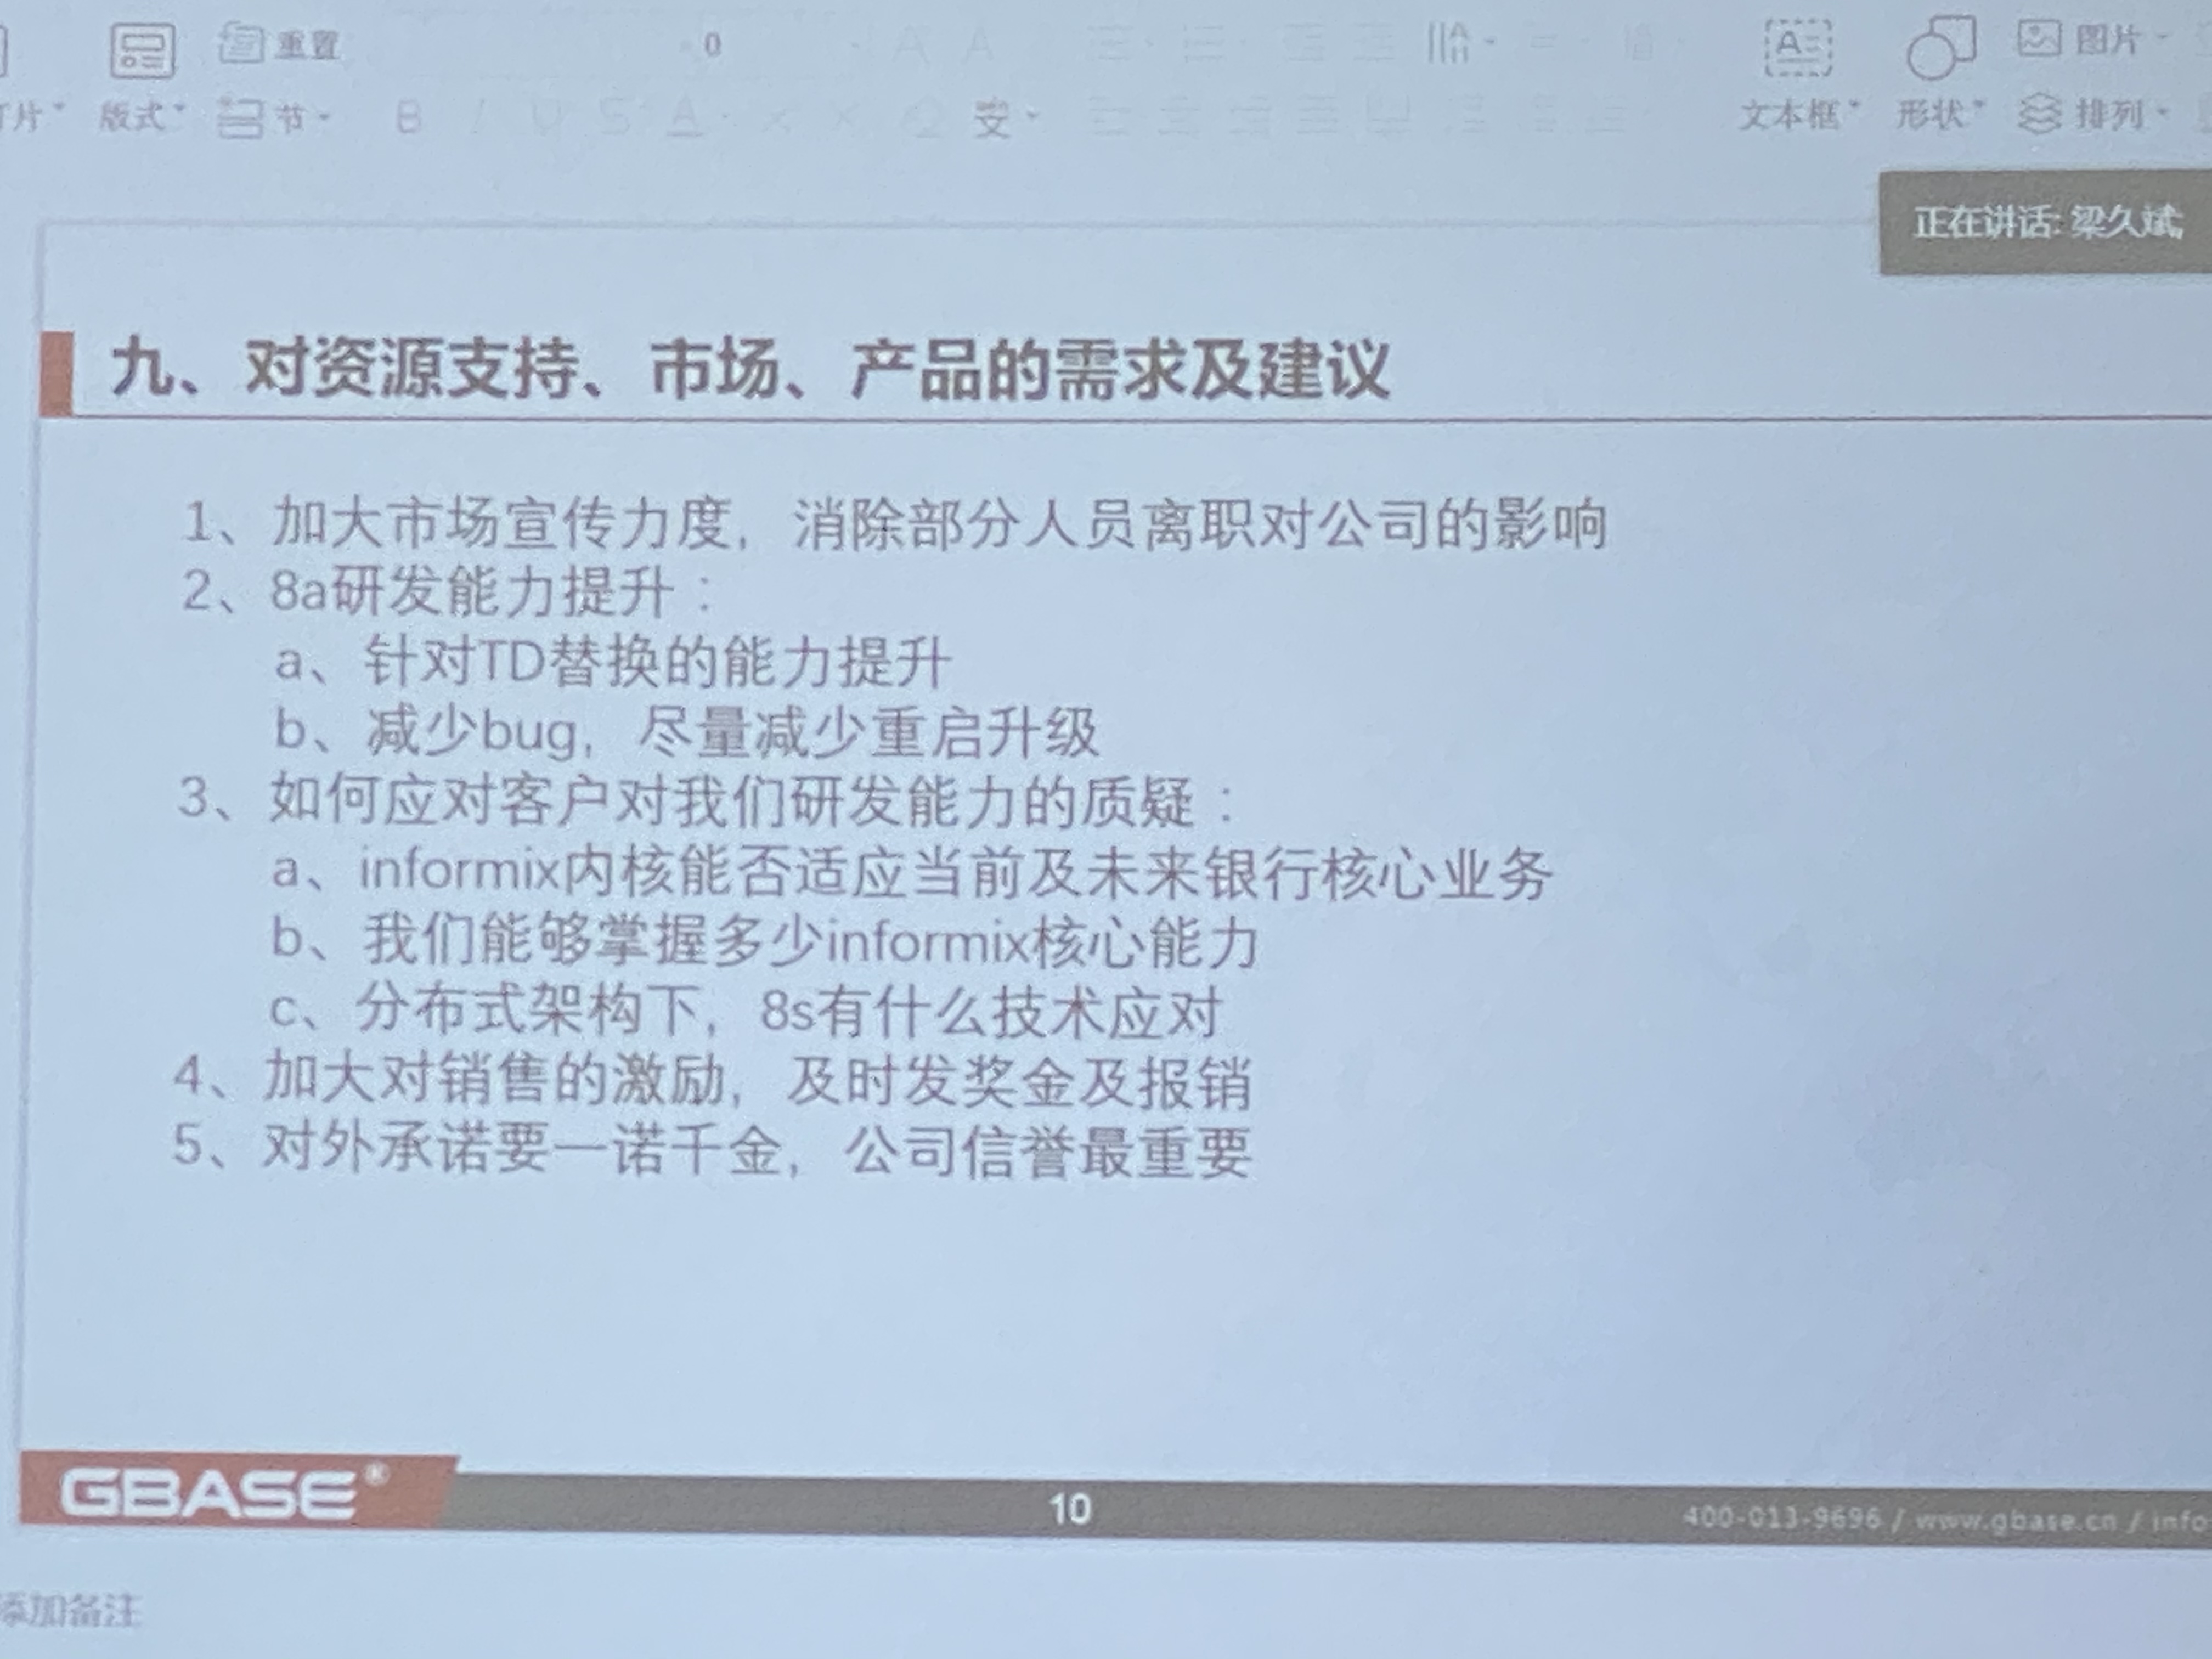 重置
0
版式
节
B
变
文本框
形状
图片
排列
正在讲话: 梁久斌
九、对资源支持、市场、产品的需求及建议
1、加大市场宣传力度，消除部分人员离职对公司的影响
2、8a研发能力提升：
a、针对TD替换的能力提升
b、减少bug，尽量减少重启升级
3、如何应对客户对我们研发能力的质疑：
a、informix内核能否适应当前及未来银行核心业务
b、我们能够掌握多少informix核心能力
c、分布式架构下，8s有什么技术应对
4、加大对销售的激励，及时发奖金及报销
5、对外承诺要一诺千金，公司信誉最重要
GBASE®
10
400-013-9696 / www.gbase.cn / info
添加备注